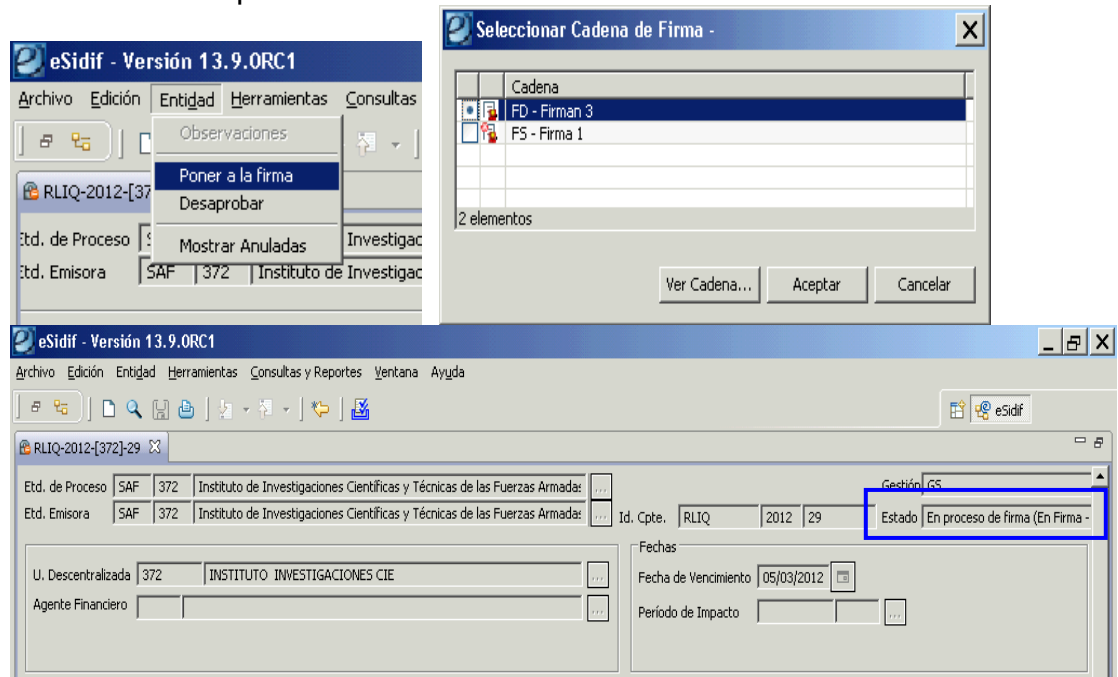 eSidif - Versión 13.9.0RC1
Archivo Edición Entidad Herramientas Consultas
Observaciones
Poner a la firma
Desaprobar
Mostrar Anuladas
RLIQ-2012-[37
Etd. de Proceso Investigac
Etd. Emisora SAF 372 Instituto de Investigac
Seleccionar Cadena de Firma -
Cadena
FD - Firman 3
FS - Firma 1
2 elementos
Ver Cadena... Aceptar Cancelar
eSidif - Versión 13.9.0RC1
Archivo Edición Entidad Herramientas Consultas y Reportes Ventana Ayuda
eSidif
RLIQ-2012-[372]-29
Etd. de Proceso SAF 372 Instituto de Investigaciones Científicas y Técnicas de las Fuerzas Armadas ... Gestión GS
Etd. Emisora SAF 372 Instituto de Investigaciones Científicas y Técnicas de las Fuerzas Armadas ... Id. Cpte. RLIQ 2012 29 Estado En proceso de firma (En Firma -
Fechas
U. Descentralizada 372 INSTITUTO INVESTIGACIONES CIE ... Fecha de Vencimiento 05/03/2012
Agente Financiero ... Período de Impacto ...